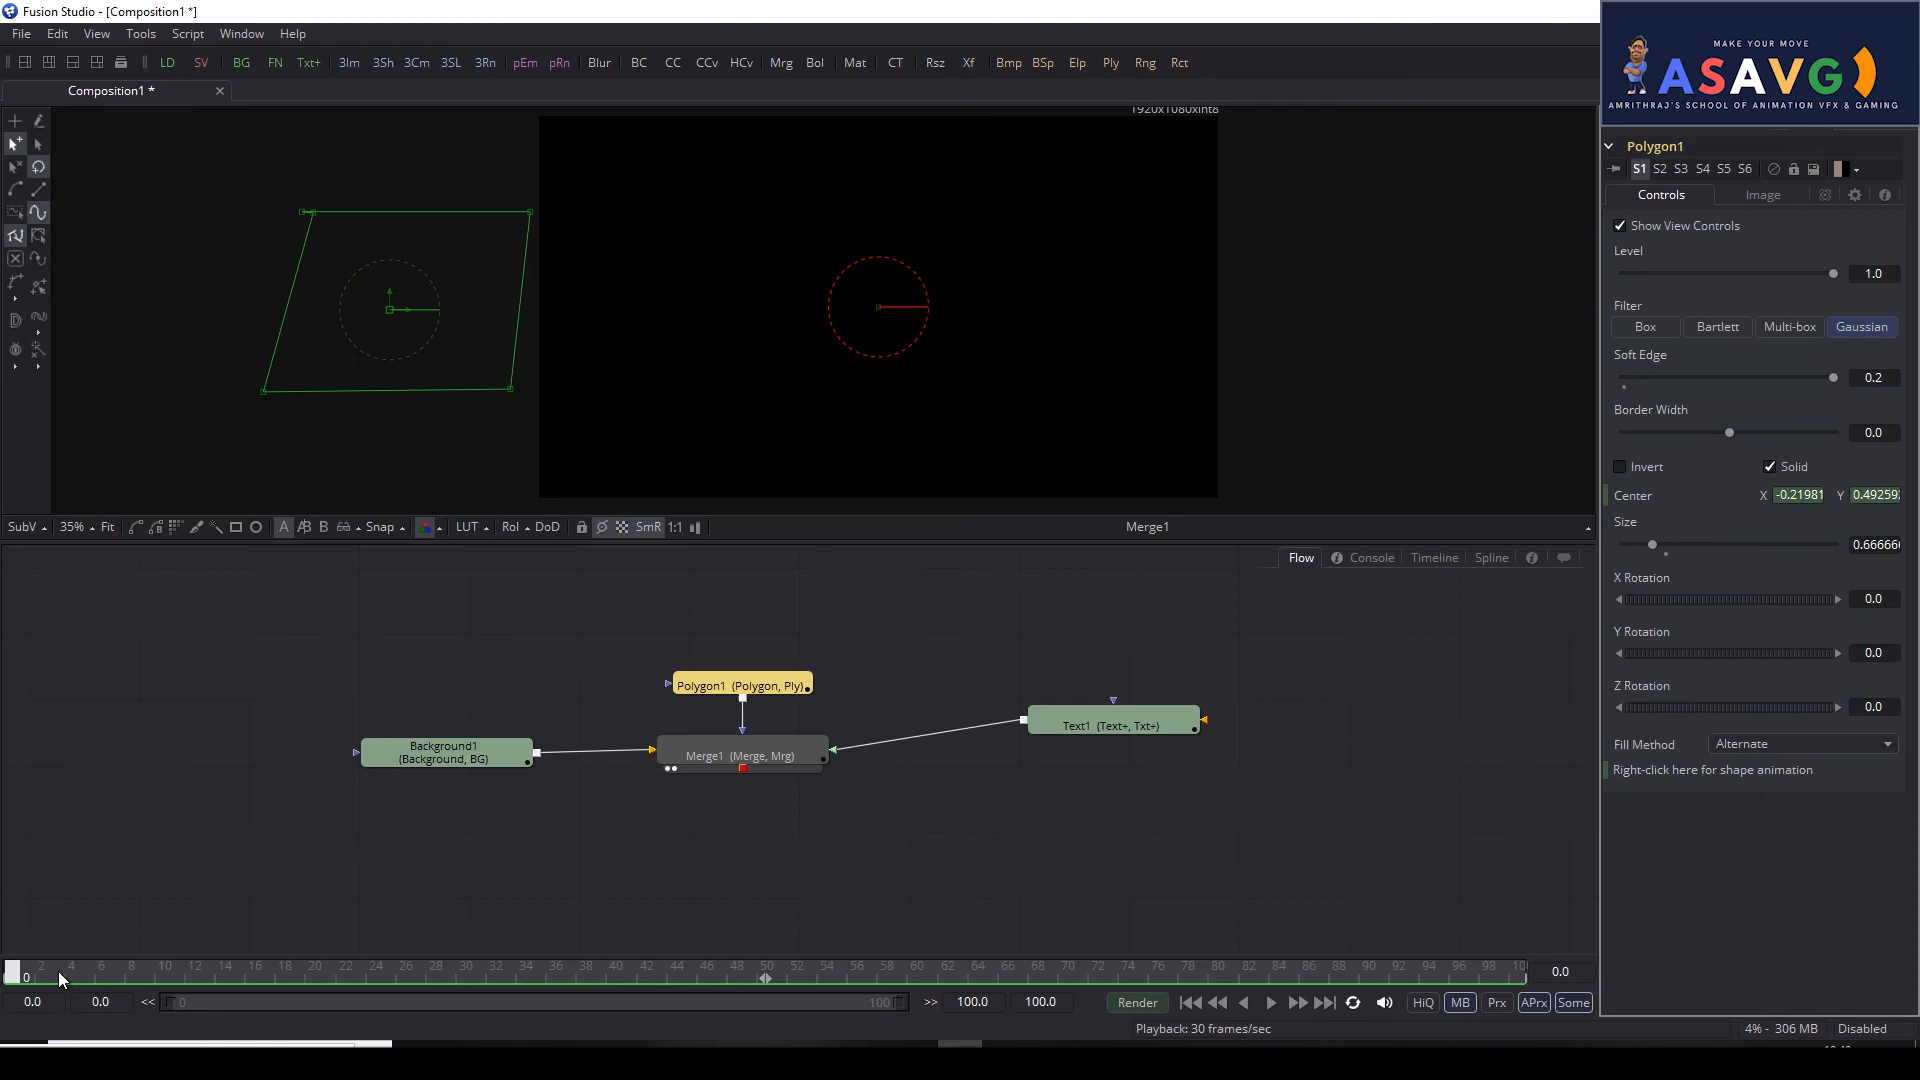 Fusion Studio - [Composition1 *]
File Edit View Tools Script Window Help
LD SV BG FN Txt+ 3Im 3Sh 3Cm 3SL 3Rn pEm pRn Blur BC CC CCv HCv Mrg Bol Mat CT Rsz Xf Bmp BSp Elp Ply Rng Rct
MAKE YOUR MOVE
ASAVG
AMRITHRAJ'S SCHOOL OF ANIMATION VFX & GAMING
Composition1 *
1920x1080xint8
Polygon1
S1 S2 S3 S4 S5 S6
Controls Image
Show View Controls
Level
1.0
Filter
Box Bartlett Multi-box Gaussian
Soft Edge
0.2
Border Width
0.0
Invert Solid
Center X -0.21981 Y 0.49259
Size
0.66666
X Rotation
0.0
Y Rotation
0.0
Z Rotation
0.0
Fill Method Alternate
Right-click here for shape animation
SubV 35% Fit A A|B B Snap LUT RoI DoD SmR 1:1 Merge1
Flow Console Timeline Spline
Polygon1 (Polygon, Ply)
Text1 (Text+, Txt+)
Background1
(Background, BG)
Merge1 (Merge, Mrg)
0 2 4 6 8 10 12 14 16 18 20 22 24 26 28 30 32 34 36 38 40 42 44 46 48 50 52 54 56 58 60 62 64 66 68 70 72 74 76 78 80 82 84 86 88 90 92 94 96 98 10 0.0
0.0 0.0 << 0 100 >> 100.0 100.0 Render HiQ MB Prx APrx Some
Playback: 30 frames/sec 4% - 306 MB Disabled